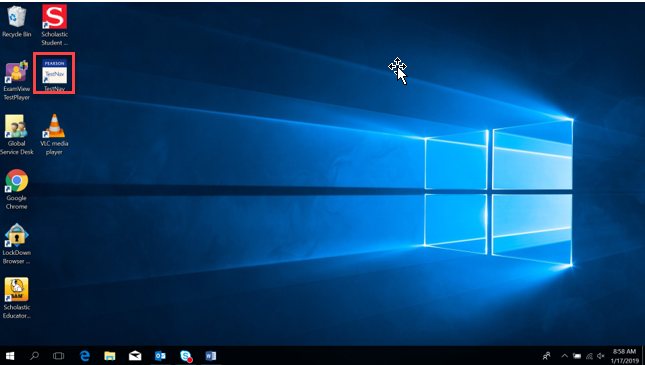 Recycle Bin
Scholastic
Student ...
S
ExamView
TestPlayer
PEARSON
TestNav
TestNav
Global
Service Desk
VLC media
player
Google
Chrome
LockDown
Browser ...
SAM
Scholastic
Educator...
8:58 AM
1/17/2019